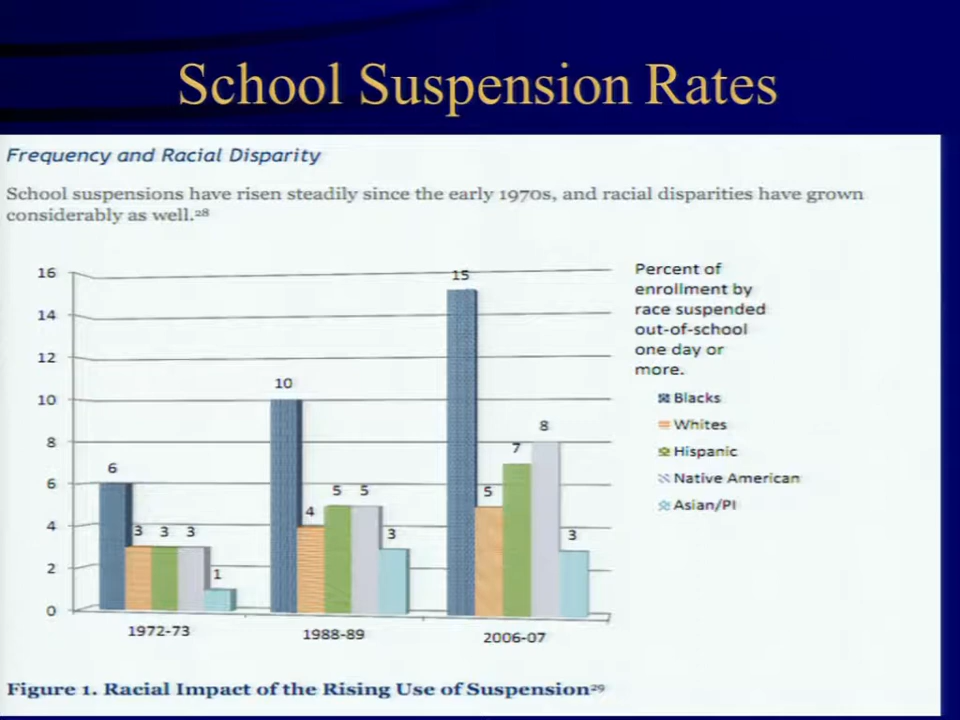 School Suspension Rates
Frequency and Racial Disparity
School suspensions have risen steadily since the early 1970s, and racial disparities have grown
considerably as well.²⁸
16
14
12
10
8
6
4
2
0
6
3
3
3
1
10
4
5
5
3
15
5
7
8
3
1972-73
1988-89
2006-07
Percent of
enrollment by
race suspended
out-of-school
one day or
more.
Blacks
Whites
Hispanic
Native American
Asian/PI
Figure 1. Racial Impact of the Rising Use of Suspension²⁹